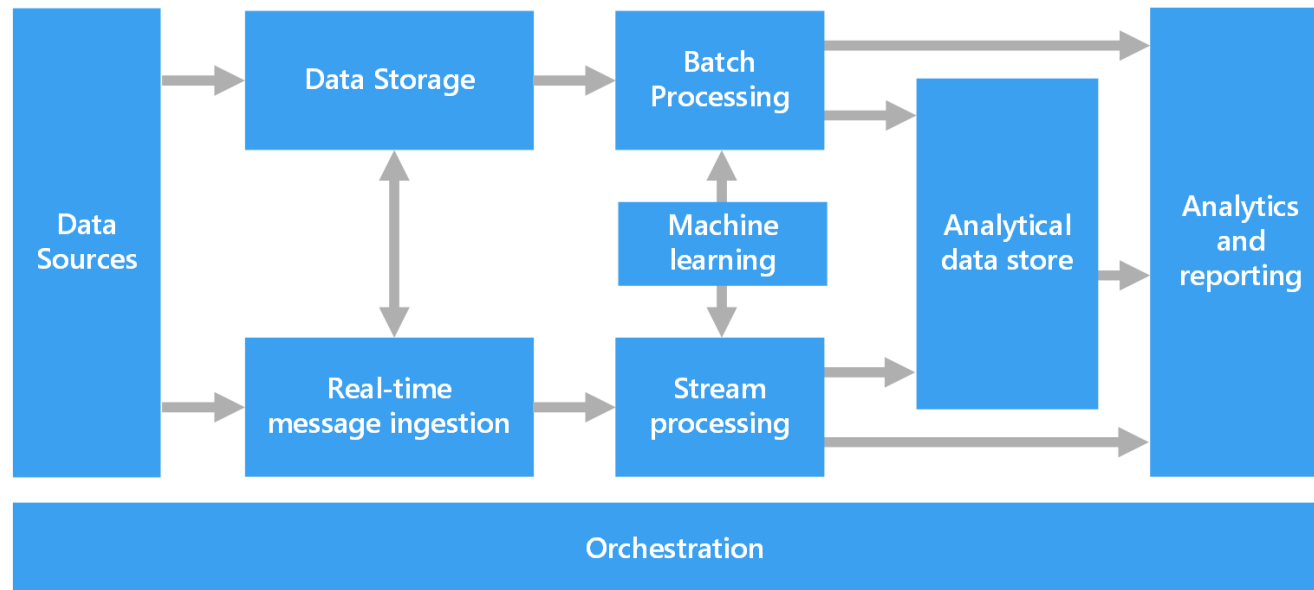 Data
Sources
Data Storage
Real-time
message ingestion
Batch
Processing
Machine
learning
Stream
processing
Analytical
data store
Analytics
and
reporting
Orchestration